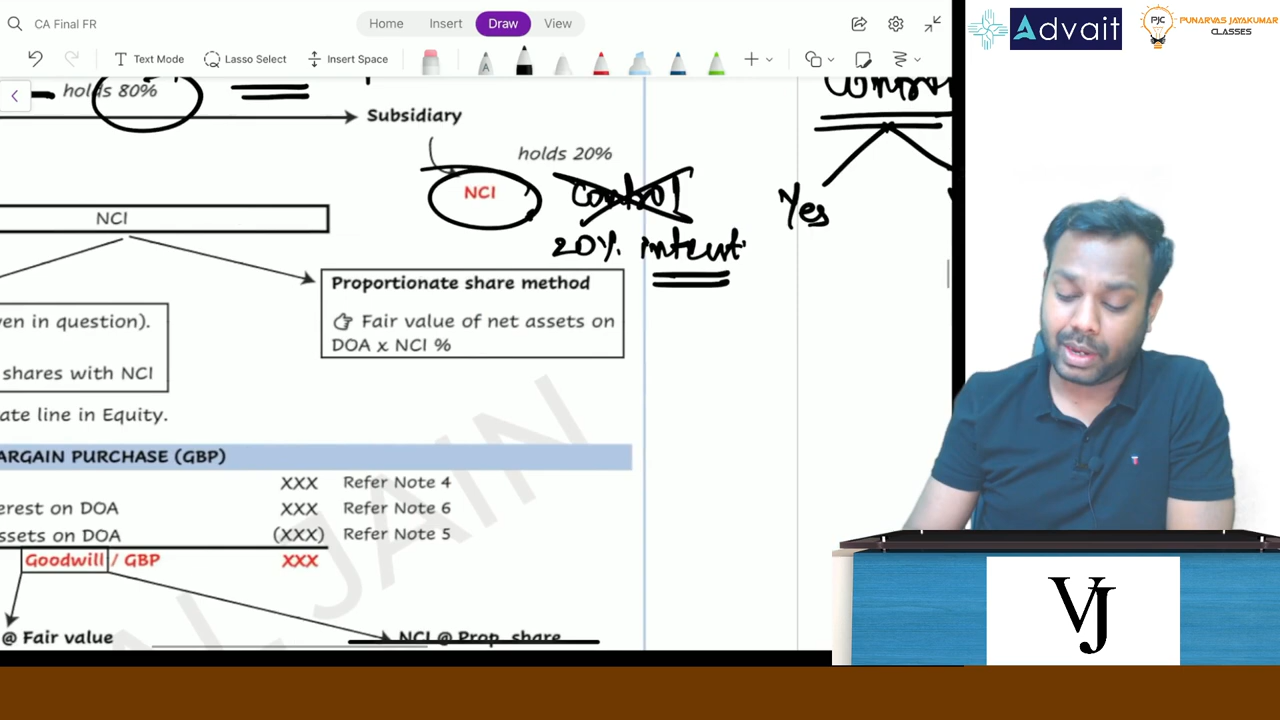 CA Final FR
Home Insert Draw View
Advait
PJC PUNARVAS JAYAKUMAR CLASSES
Text Mode Lasso Select Insert Space
holds 80%
Subsidiary
holds 20%
NCI
Control
20% interest
Yes
NCI
Proportionate share method
Fair value of net assets on
DOA x NCI %
ven in question).
shares with NCI
ate line in Equity.
ARGAIN PURCHASE (GBP)
XXX Refer Note 4
erest on DOA XXX Refer Note 6
ssets on DOA (XXX) Refer Note 5
Goodwill / GBP XXX
@ Fair value
NCI @ Prop. share
AL JAIN
VJ